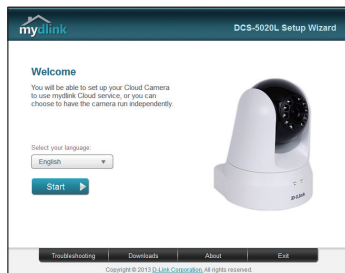 mydlink
DCS-5020L Setup Wizard
Welcome
You will be able to set up your Cloud Camera
to use mydlink Cloud service, or you can
choose to have the camera run independently.
Select your language:
English
Start
D-Link
Troubleshooting
Downloads
About
Exit
Copyright © 2013 D-Link Corporation, All rights reserved.